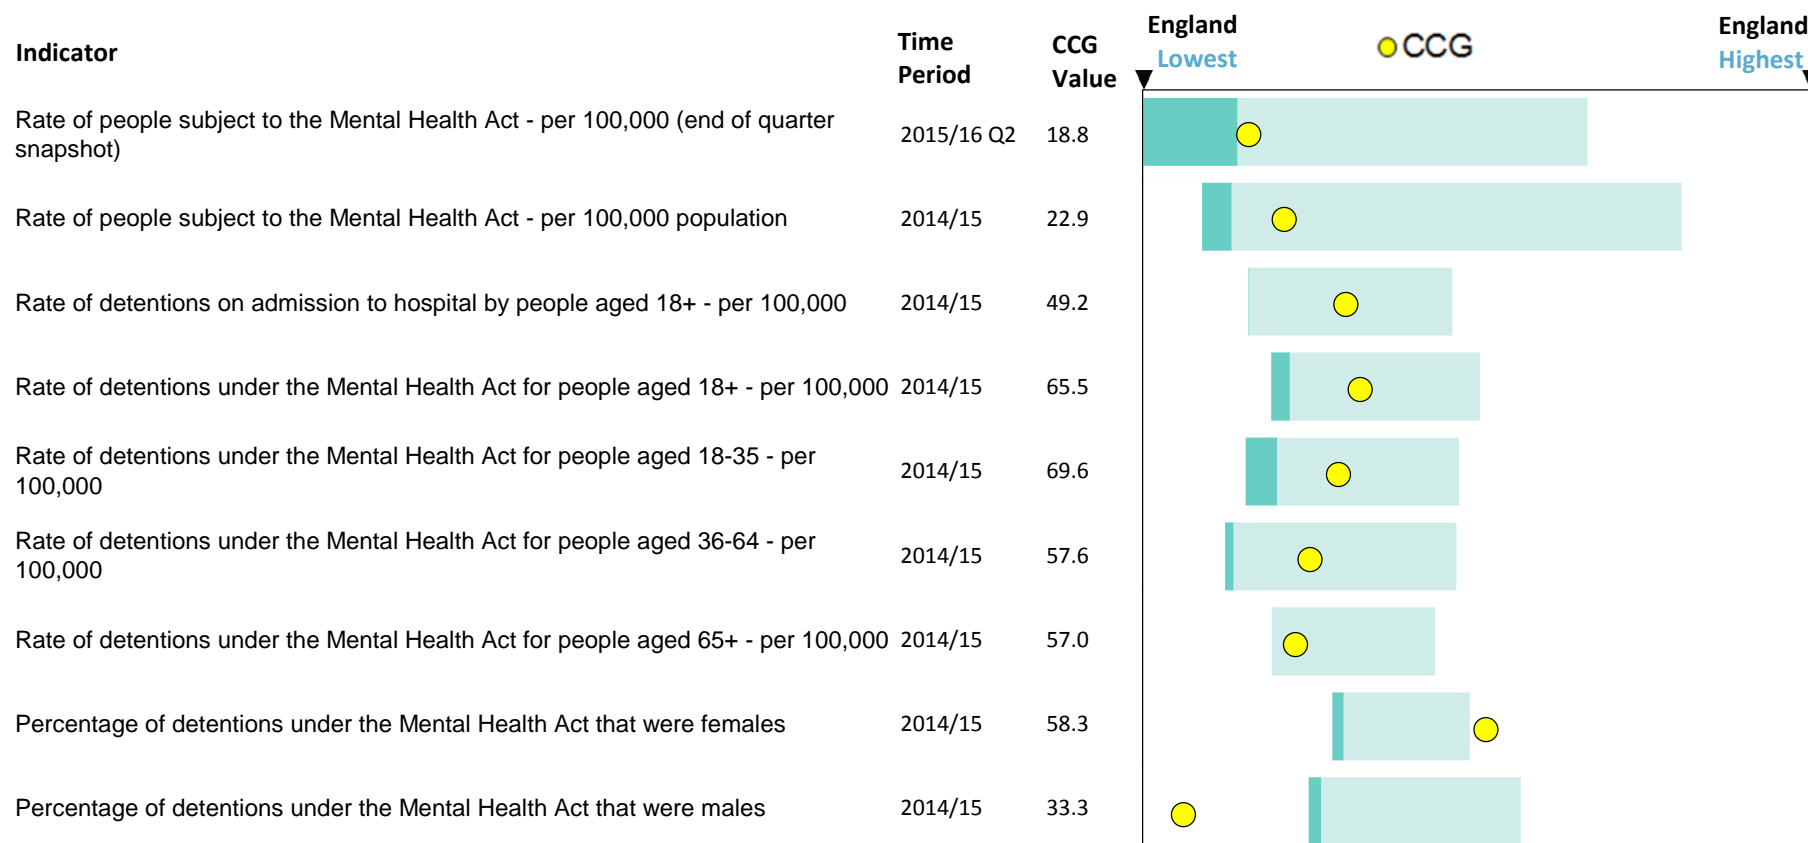 Indicator
Time
Period
CCG
Value
England
Lowest
CCG
England
Highest
Rate of people subject to the Mental Health Act - per 100,000 (end of quarter
snapshot)
2015/16 Q2
18.8
Rate of people subject to the Mental Health Act - per 100,000 population
2014/15
22.9
Rate of detentions on admission to hospital by people aged 18+ - per 100,000
2014/15
49.2
Rate of detentions under the Mental Health Act for people aged 18+ - per 100,000
2014/15
65.5
Rate of detentions under the Mental Health Act for people aged 18-35 - per
100,000
2014/15
69.6
Rate of detentions under the Mental Health Act for people aged 36-64 - per
100,000
2014/15
57.6
Rate of detentions under the Mental Health Act for people aged 65+ - per 100,000
2014/15
57.0
Percentage of detentions under the Mental Health Act that were females
2014/15
58.3
Percentage of detentions under the Mental Health Act that were males
2014/15
33.3